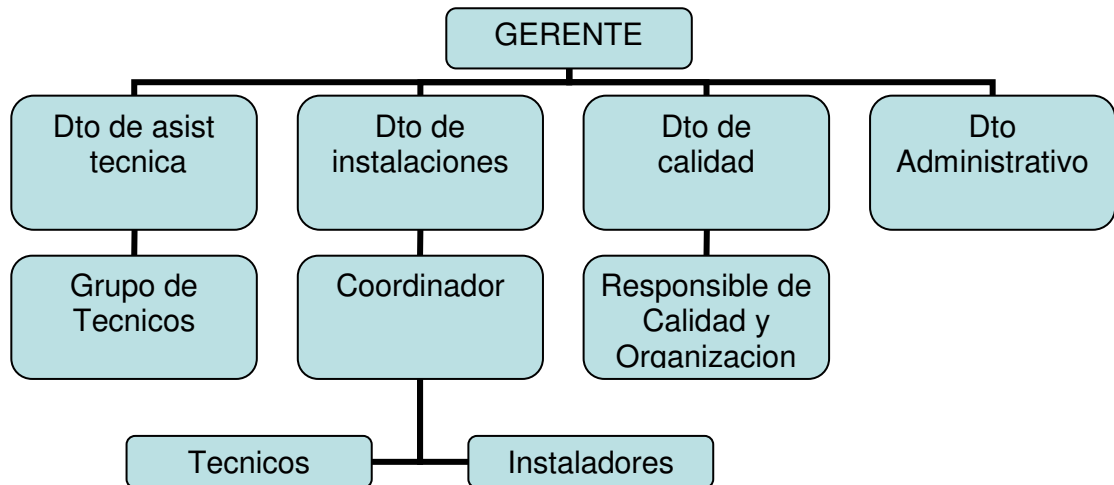 GERENTE
Dto de asist
tecnica
Dto de
instalaciones
Dto de
calidad
Dto
Administrativo
Grupo de
Tecnicos
Coordinador
Responsible de
Calidad y
Organizacion
Tecnicos
Instaladores